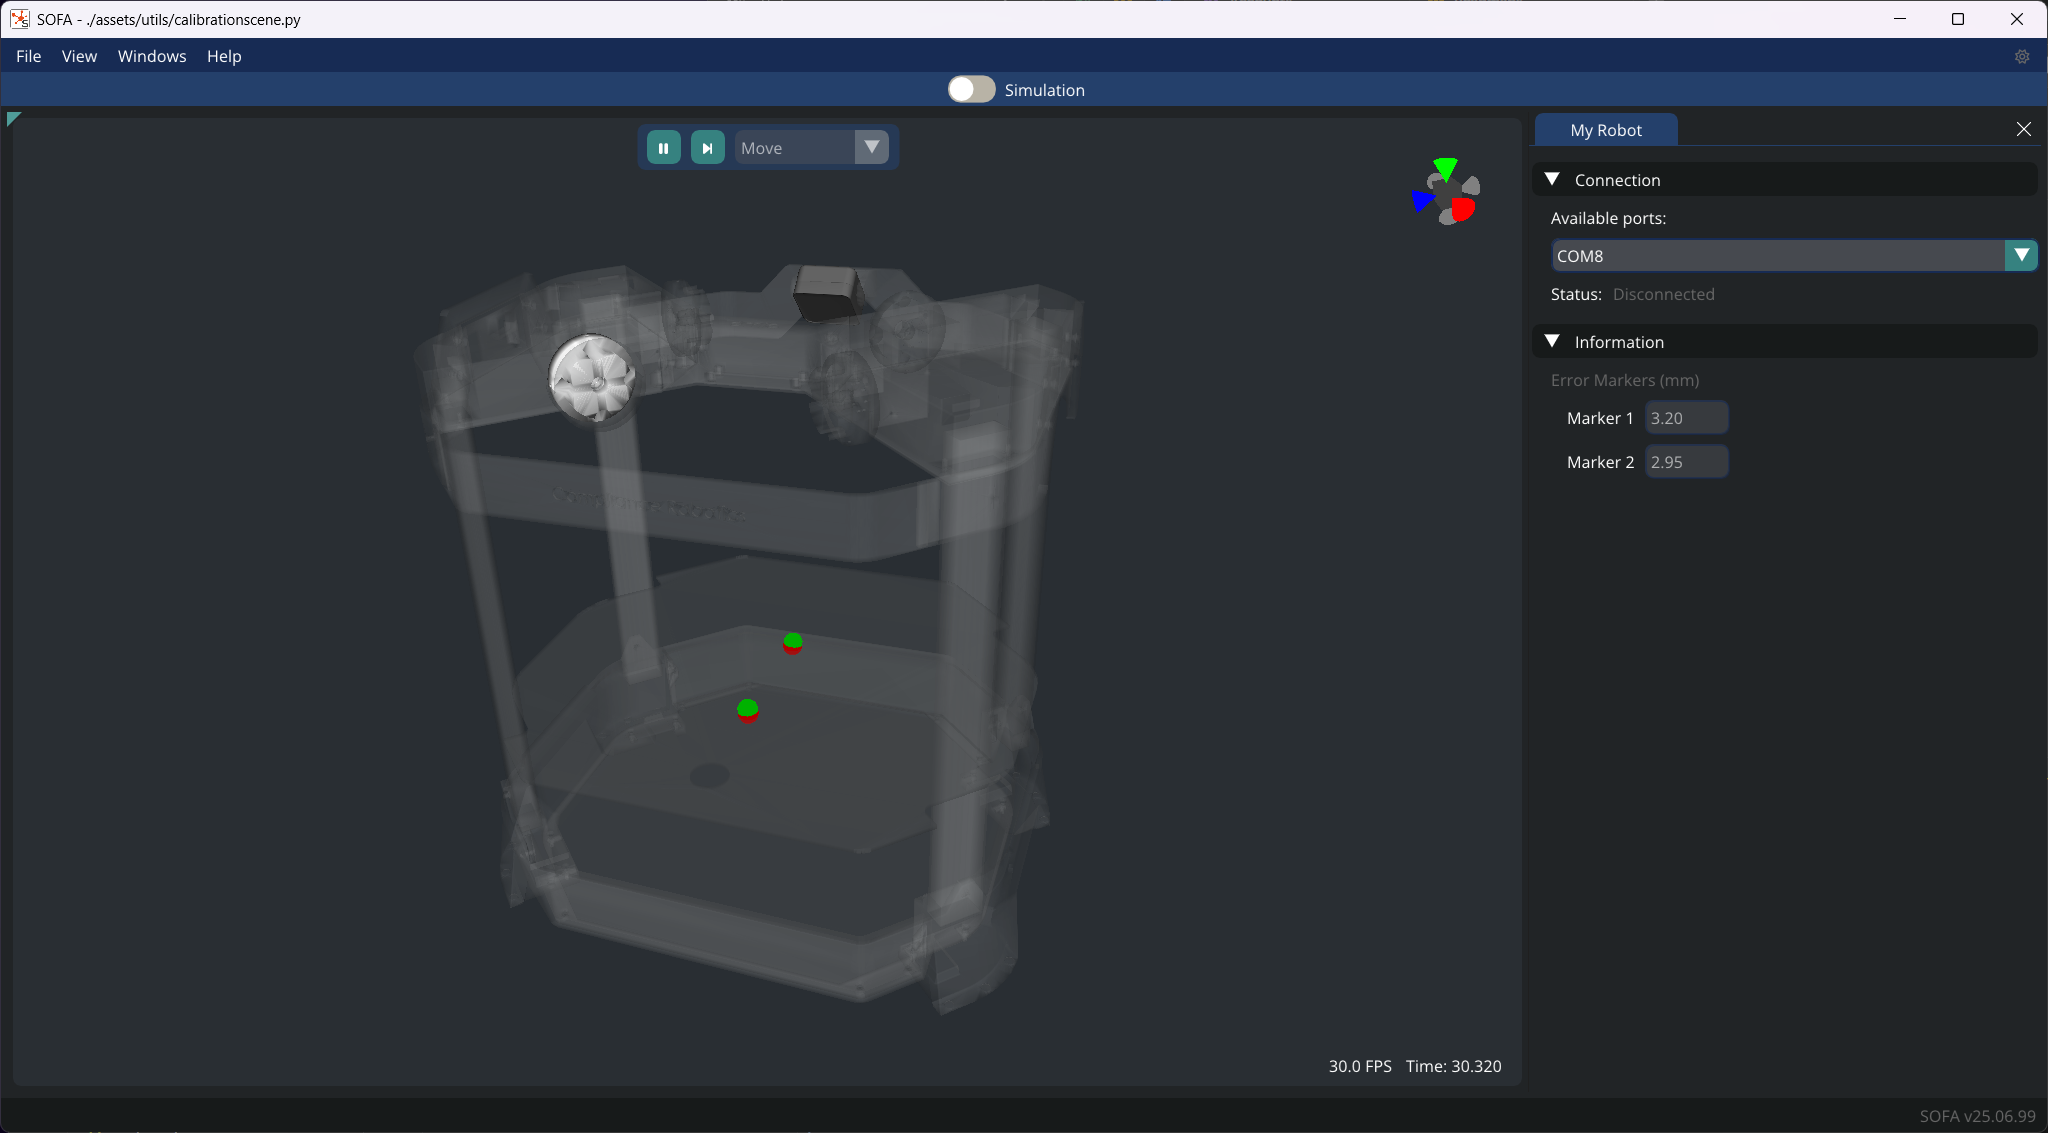 SOFA - ./assets/utils/calibrationscene.py
File View Windows Help
Simulation
Move
My Robot
Connection
Available ports:
COM8
Status: Disconnected
Information
Error Markers (mm)
Marker 1 3.20
Marker 2 2.95
30.0 FPS Time: 30.320
SOFA v25.06.99